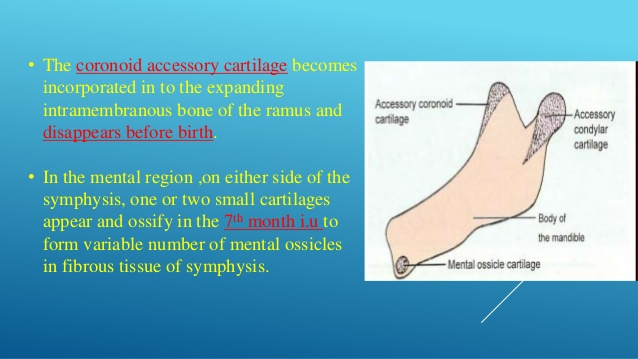 • The coronoid accessory cartilage becomes
incorporated in to the expanding
intramembranous bone of the ramus and
disappears before birth.
• In the mental region ,on either side of the
symphysis, one or two small cartilages
appear and ossify in the 7th month i.u to
form variable number of mental ossicles
in fibrous tissue of symphysis.
Accessory coronoid
cartilage
Accessory
condylar
cartilage
Body of
the mandible
Mental ossicle cartilage